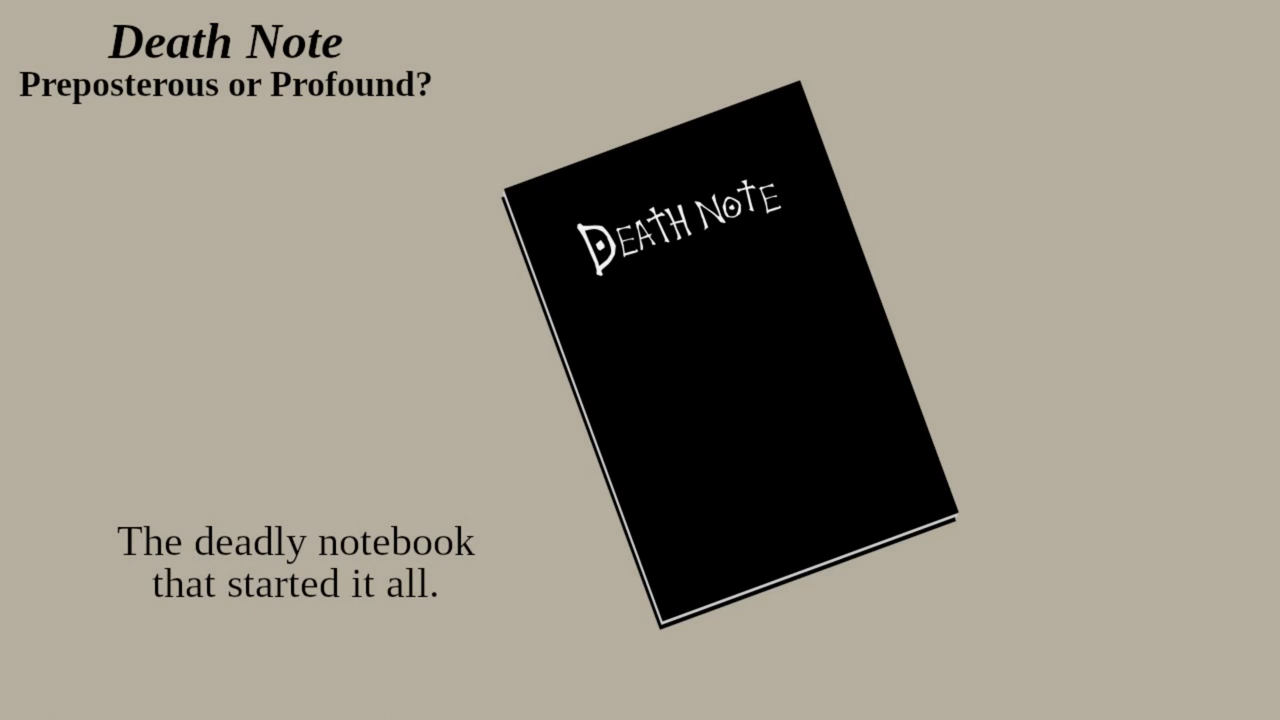 Death Note
Preposterous or Profound?
DEATH NOTE
The deadly notebook
that started it all.